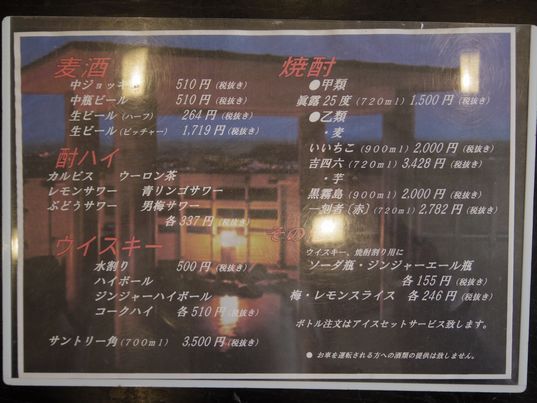 麦酒
中ジョッキ 510円(税抜き)
中瓶ビール 510円(税抜き)
生ビール(ハーフ) 264円(税抜き)
生ビール(ピッチャー) 1,719円(税抜き)
酎ハイ
カルピス ウーロン茶
レモンサワー 青リンゴサワー
ぶどうサワー 男梅サワー
各337円(税抜き)
ウイスキー
水割り 500円(税抜き)
ハイボール
ジンジャーハイボール
コークハイ 各510円(税抜き)
サントリー角(700ml) 3,500円(税抜き)
焼酎
●甲類
眞露25度(720ml) 1,500円(税抜き)
●乙類
・麦
いいちこ(900ml) 2,000円(税抜き)
吉四六(720ml) 3,428円(税抜き)
・芋
黒霧島(900ml) 2,000円(税抜き)
一刻者(赤)(720ml) 2,782円(税抜き)
その
ウイスキー、焼酎割り用に
ソーダ瓶・ジンジャーエール瓶
各155円(税抜き)
梅・レモンスライス 各246円(税抜き)
ボトル注文はアイスセットサービス致します。
● お車を運転される方への酒類の提供は致しません。